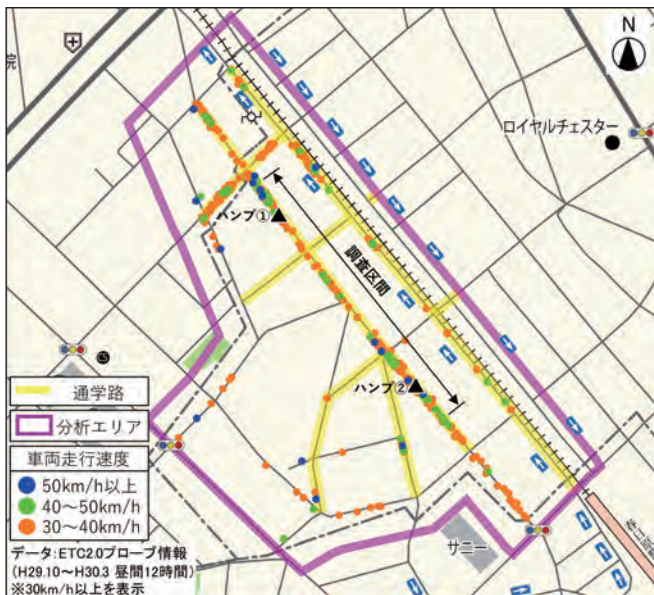 院
N
ロイヤルチェスター
ハンプ①
調査区間
ハンプ②
通学路
分析エリア
車両走行速度
50km/h以上
40～50km/h
30～40km/h
データ:ETC2.0プローブ情報
(H29.10～H30.3 昼間12時間)
※30km/h以上を表示
サニー